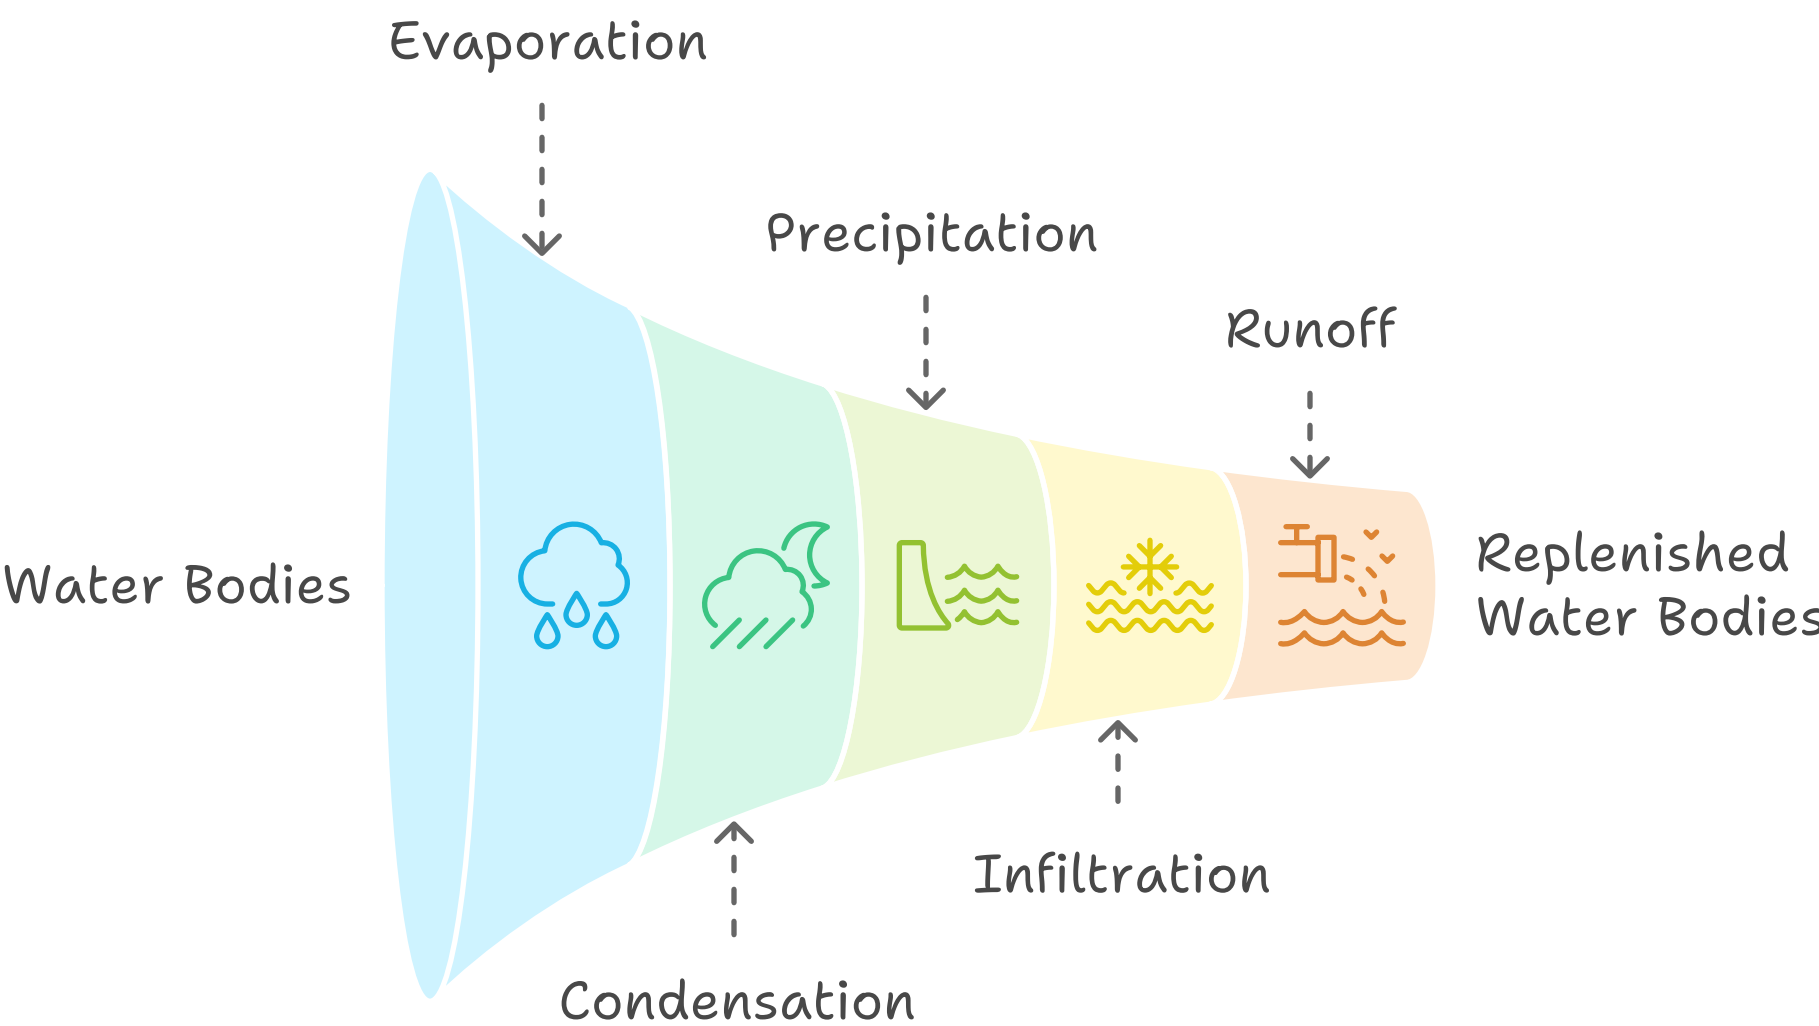 Evaporation
Precipitation
Runoff
Water Bodies
Replenished
Water Bodies
Infiltration
Condensation